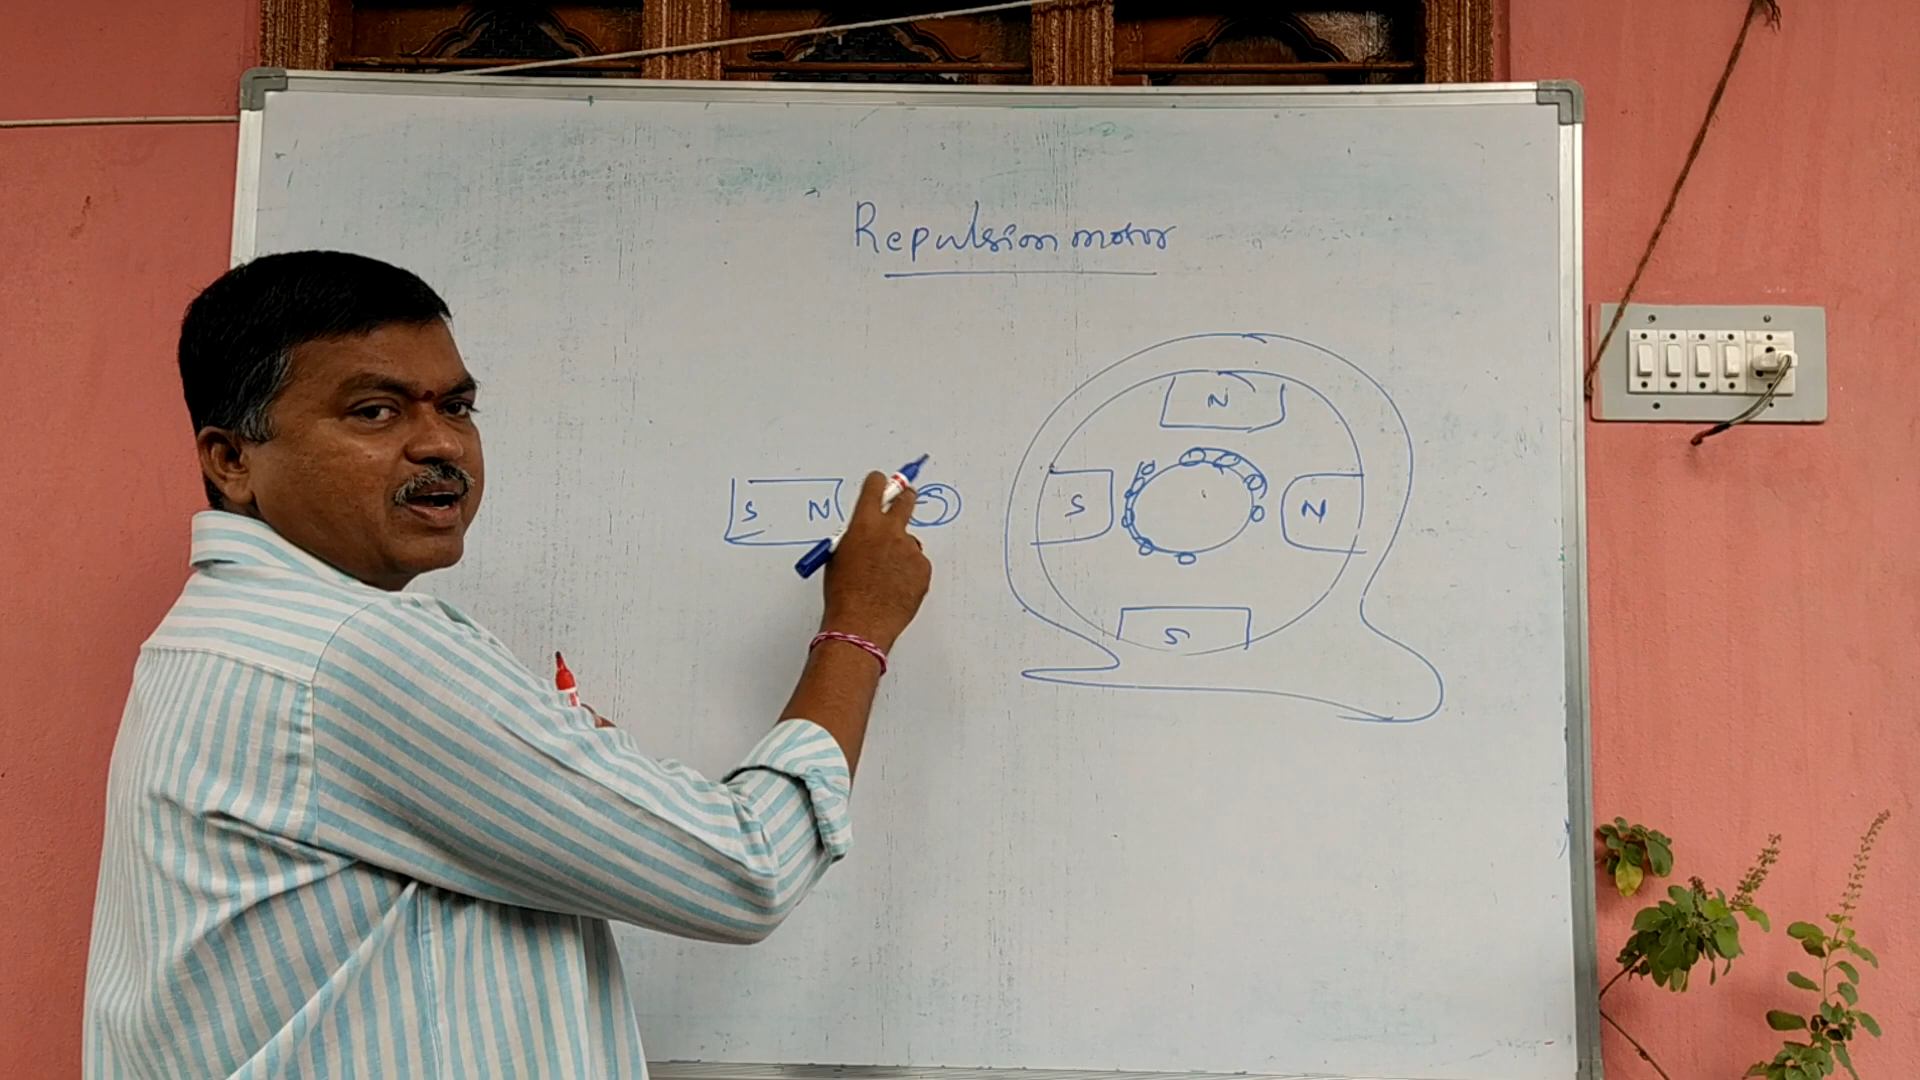 Repulsion motor
N
S N
S N
S